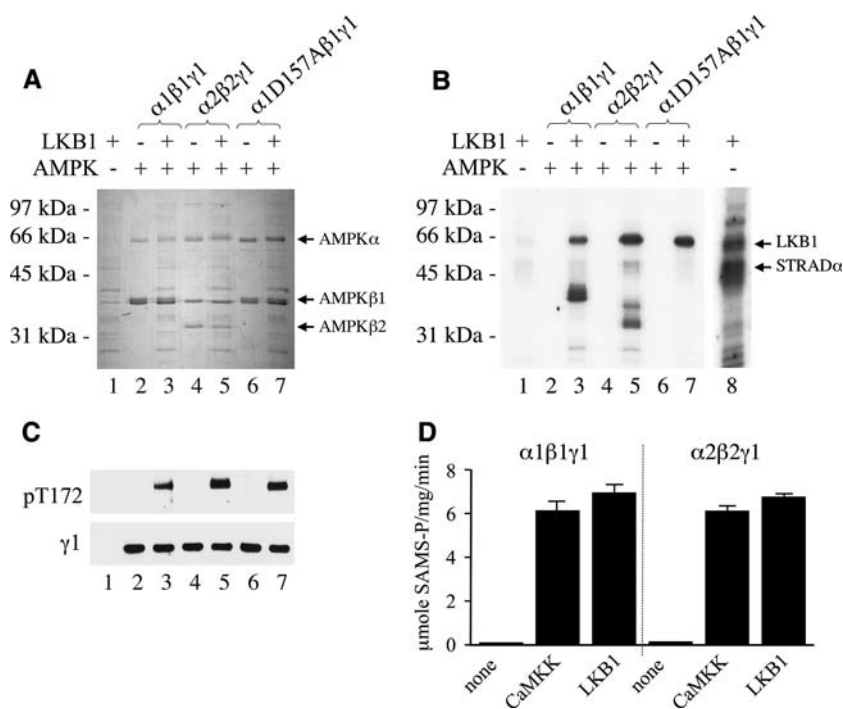 A
α1β1γ1
α2β2γ1
α1D157Aβ1γ1
LKB1 + - + - + - +
AMPK - + + + + + +
97 kDa -
66 kDa -
45 kDa -
31 kDa -
AMPKα
AMPKβ1
AMPKβ2
1 2 3 4 5 6 7
B
α1β1γ1
α2β2γ1
α1D157Aβ1γ1
LKB1 + - + - + - + +
AMPK - + + + + + + -
97 kDa -
66 kDa -
45 kDa -
31 kDa -
LKB1
STRADα
1 2 3 4 5 6 7 8
C
pT172
γ1
1 2 3 4 5 6 7
D
α1β1γ1 α2β2γ1
μmole SAMS-P/mg/min
8
6
4
2
0
none CaMKK LKB1 none CaMKK LKB1